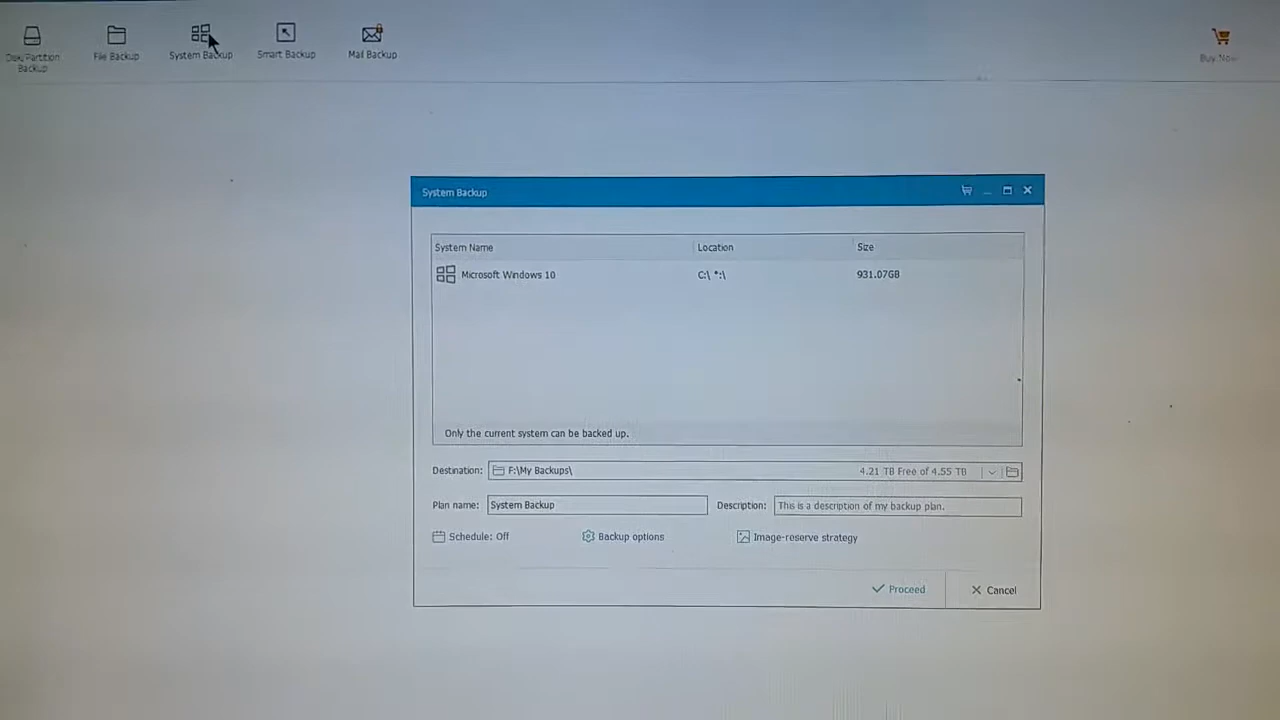 Disk/Partition
Backup
File Backup
System Backup
Smart Backup
Mail Backup
Buy Now
System Backup
System Name Location Size
Microsoft Windows 10 C:\ *:\ 931.07GB
Only the current system can be backed up.
Destination: F:\My Backups\ 4.21 TB Free of 4.55 TB
Plan name: System Backup Description: This is a description of my backup plan.
Schedule: Off Backup options Image-reserve strategy
Proceed Cancel